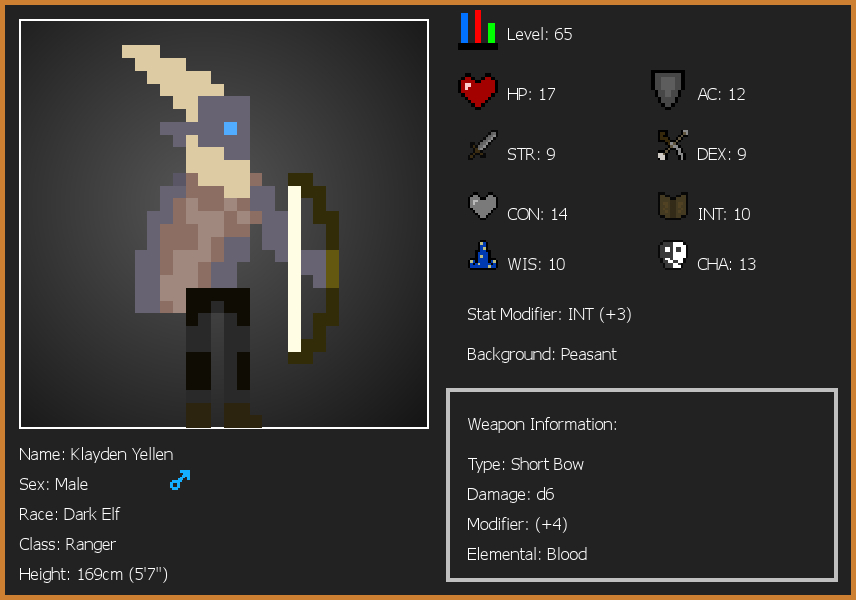 Level: 65
HP: 17
AC: 12
STR: 9
DEX: 9
CON: 14
INT: 10
WIS: 10
CHA: 13
Stat Modifier: INT (+3)
Background: Peasant
Weapon Information:
Type: Short Bow
Damage: d6
Modifier: (+4)
Elemental: Blood
Name: Klayden Yellen
Sex: Male
Race: Dark Elf
Class: Ranger
Height: 169cm (5'7")